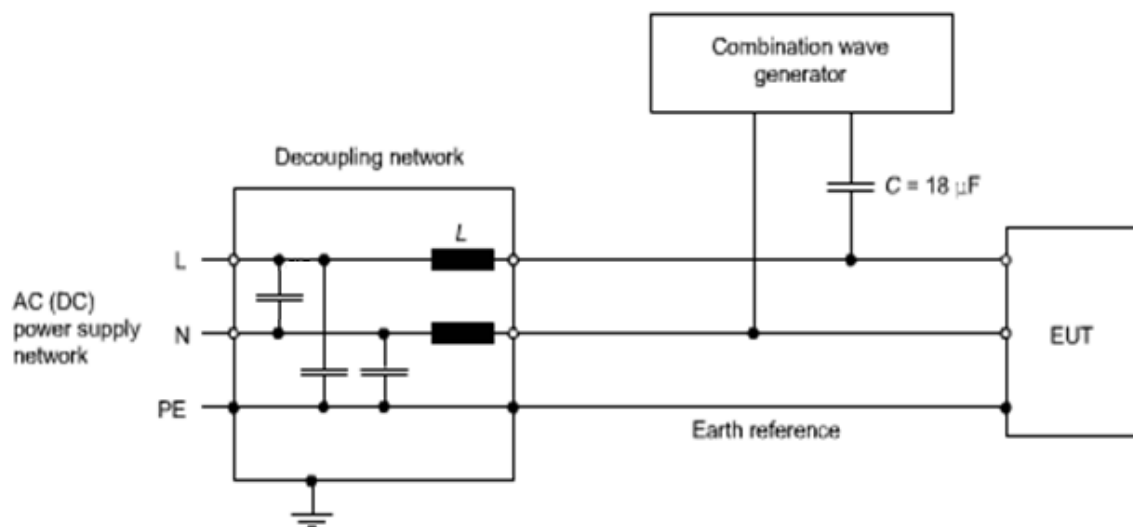 Combination wave
generator
Decoupling network
C = 18 μF
L
L
AC (DC)
power supply
network
N
EUT
PE
Earth reference